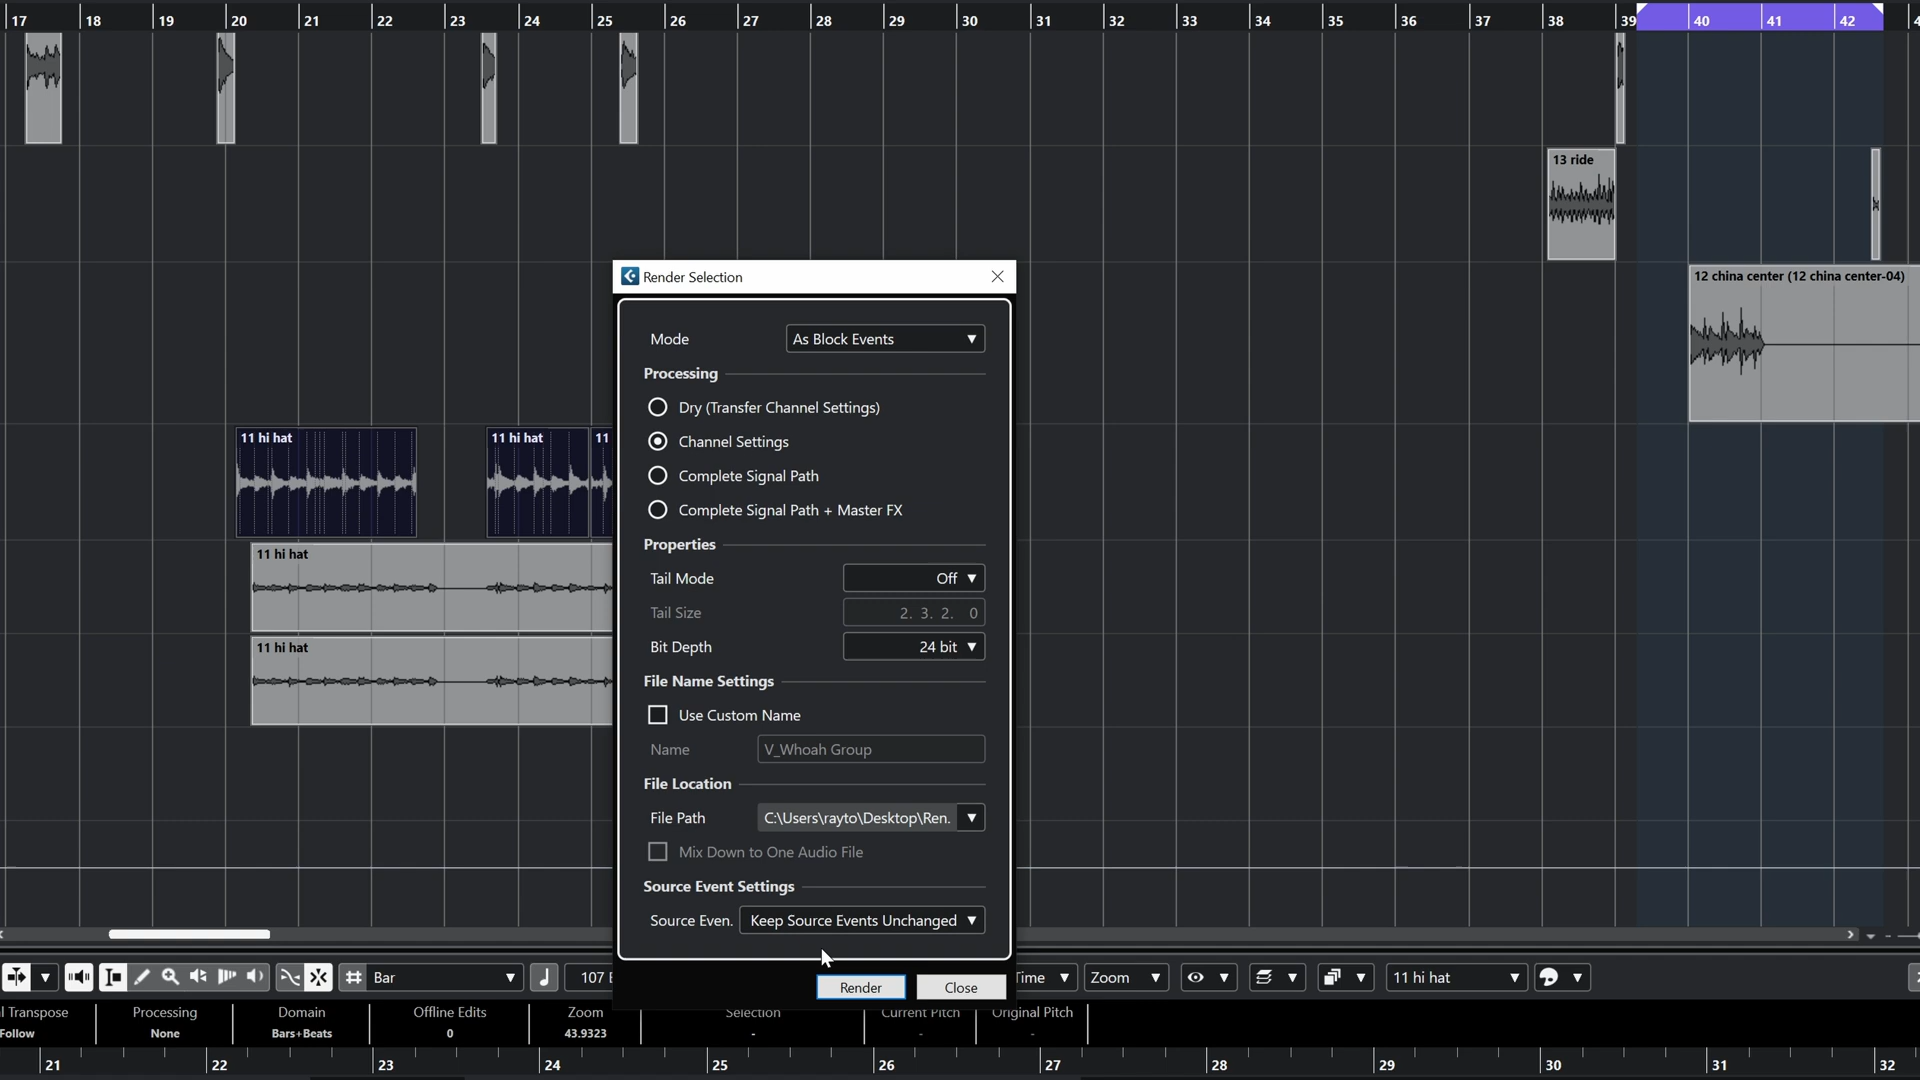 17 18 19 20 21 22 23 24 25 26 27 28 29 30 31 32 33 34 35 36 37 38 39 40 41 42
13 ride
12 china center (12 china center-04)
11 hi hat 11 hi hat 11
11 hi hat
11 hi hat
Render Selection
Mode As Block Events
Processing
Dry (Transfer Channel Settings)
Channel Settings
Complete Signal Path
Complete Signal Path + Master FX
Properties
Tail Mode Off
Tail Size 2. 3. 2. 0
Bit Depth 24 bit
File Name Settings
Use Custom Name
Name V_Whoah Group
File Location
File Path C:\Users\rayto\Desktop\Ren.
Mix Down to One Audio File
Source Event Settings
Source Even. Keep Source Events Unchanged
Render Close
Bar 107 Time Zoom 11 hi hat
l Transpose Processing Domain Offline Edits Zoom Selection Current Pitch Original Pitch
Follow None Bars+Beats 0 43.9323 - - -
21 22 23 24 25 26 27 28 29 30 31 32